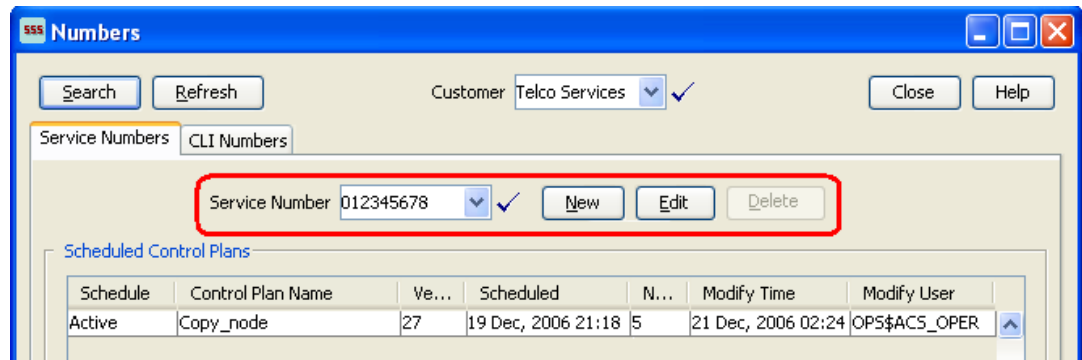 SSS Numbers
Search Refresh Customer Telco Services Close Help
Service Numbers CLI Numbers
Service Number 012345678 New Edit Delete
Scheduled Control Plans
Schedule Control Plan Name Ve... Scheduled N... Modify Time Modify User
Active Copy_node 27 19 Dec, 2006 21:18 5 21 Dec, 2006 02:24 OPS$ACS_OPER